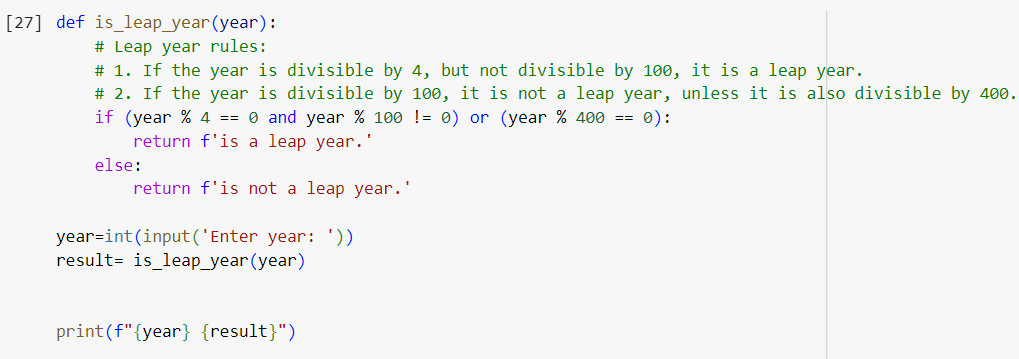 [27] def is_leap_year(year):
    # Leap year rules:
    # 1. If the year is divisible by 4, but not divisible by 100, it is a leap year.
    # 2. If the year is divisible by 100, it is not a leap year, unless it is also divisible by 400.
    if (year % 4 == 0 and year % 100 != 0) or (year % 400 == 0):
        return f'is a leap year.'
    else:
        return f'is not a leap year.'
year=int(input('Enter year: '))
result= is_leap_year(year)
print(f"{year} {result}")